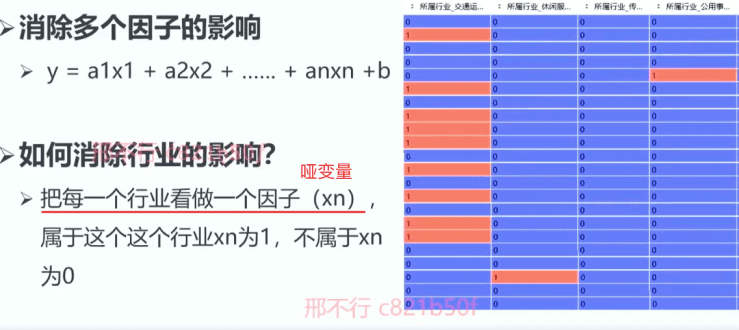 消除多个因子的影响
y = a1x1 + a2x2 + …… + anxn +b
如何消除行业的影响？
哑变量
把每一个行业看做一个因子（xn），
属于这个这个行业xn为1，不属于xn
为0
邢不行 c821b50f
所属行业_交通运... 所属行业_休闲服... 所属行业_传... 所属行业_公用事...
0 0 0 0
1 0 0 0
0 0 0 0
0 0 0 0
0 0 0 1
1 0 0 0
0 0 0 0
1 0 0 0
1 0 0 0
1 0 0 0
0 0 0 0
1 0 0 0
0 0 0 0
1 0 0 0
0 0 0 0
1 0 0 0
1 0 0 0
0 0 0 0
0 0 0 0
0 1 0 0
0 0 0 0
0 0 0 0